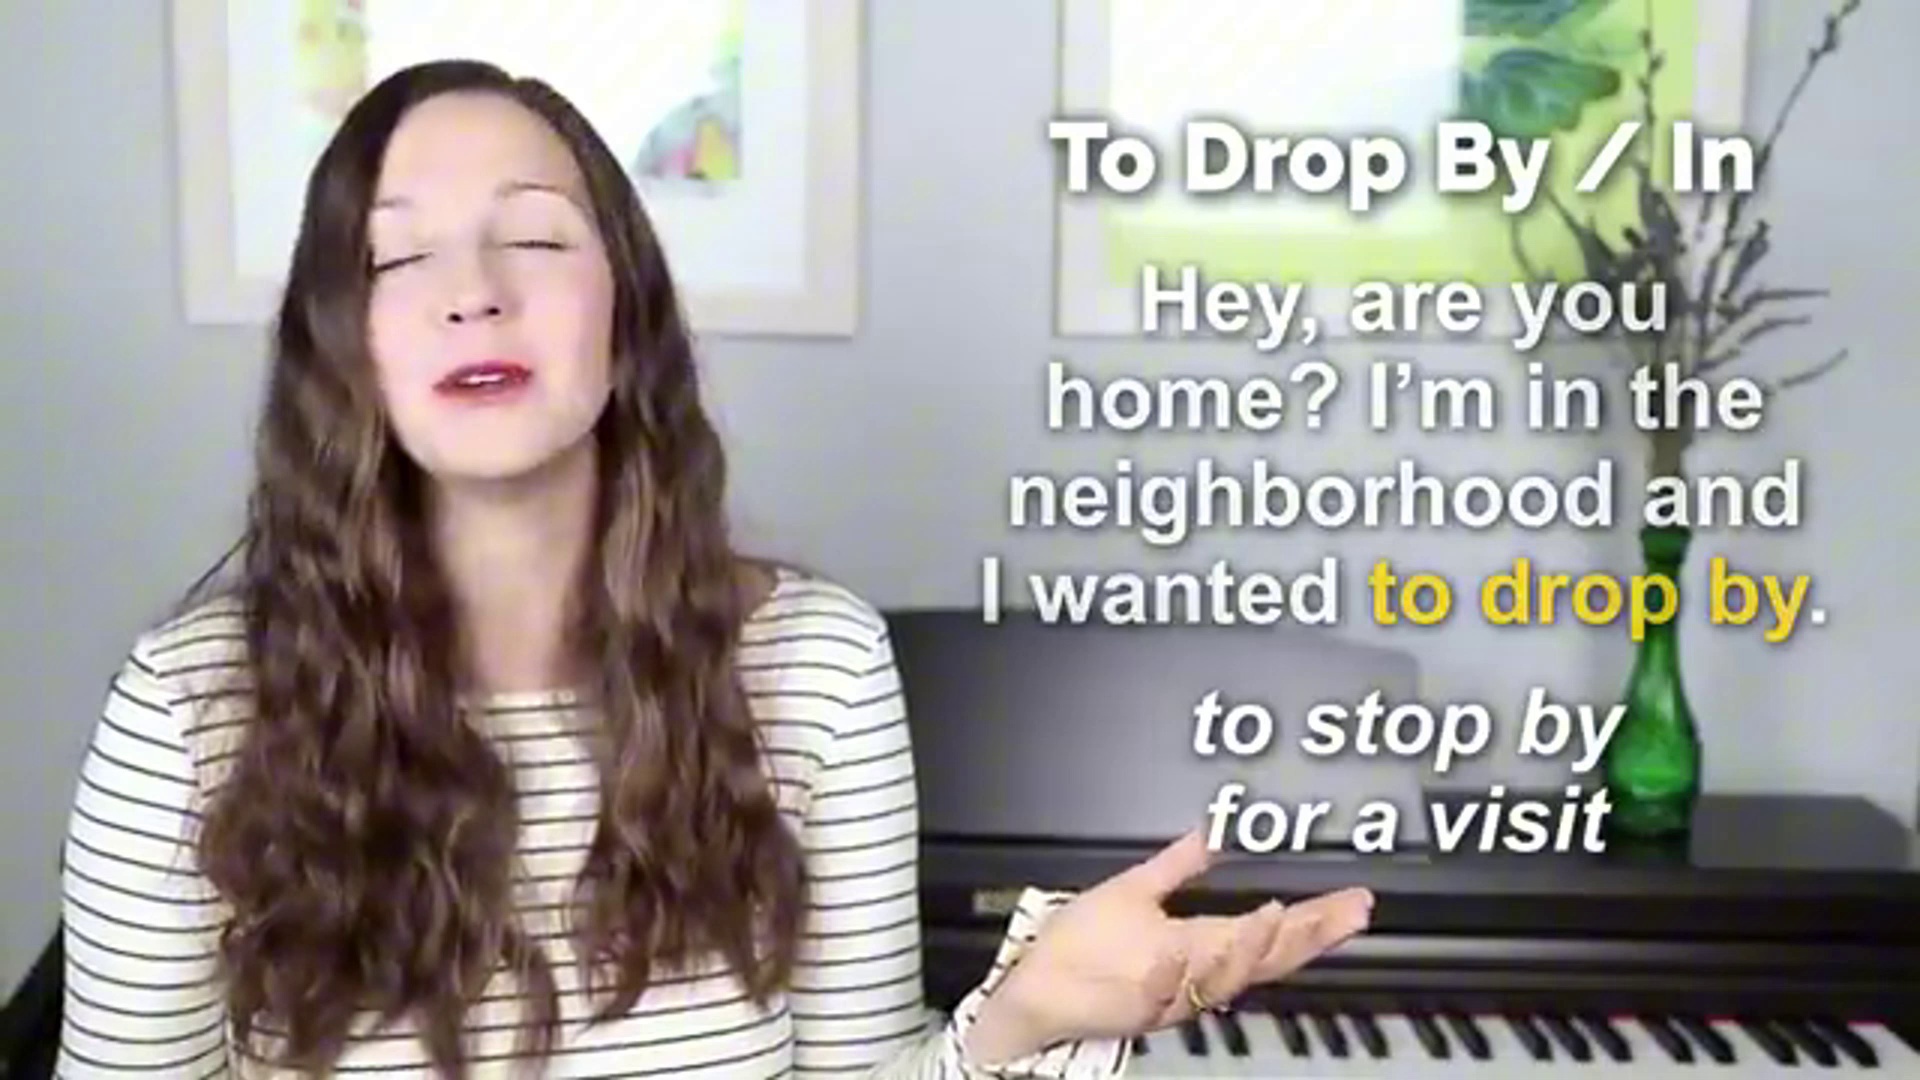 To Drop By / In
Hey, are you
home? I'm in the
neighborhood and
I wanted to drop by.
to stop by
for a visit